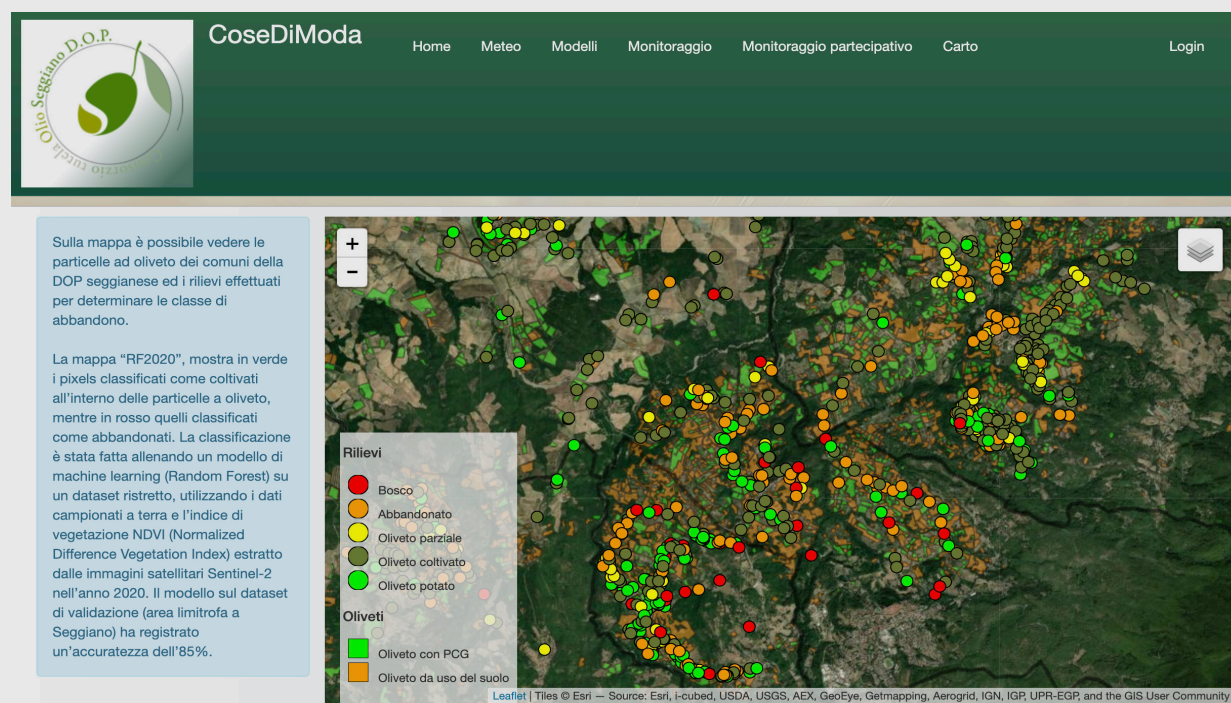 Olio Seggiano D.O.P.
Consorzio tutela
CoseDiModa
Home Meteo Modelli Monitoraggio Monitoraggio partecipativo Carto Login
Sulla mappa è possibile vedere le
particelle ad oliveto dei comuni della
DOP seggianese ed i rilievi effettuati
per determinare le classe di
abbandono.
La mappa “RF2020”, mostra in verde
i pixels classificati come coltivati
all’interno delle particelle a oliveto,
mentre in rosso quelli classificati
come abbandonati. La classificazione
è stata fatta allenando un modello di
machine learning (Random Forest) su
un dataset ristretto, utilizzando i dati
campionati a terra e l’indice di
vegetazione NDVI (Normalized
Difference Vegetation Index) estratto
dalle immagini satellitari Sentinel-2
nell’anno 2020. Il modello sul dataset
di validazione (area limitrofa a
Seggiano) ha registrato
un’accuratezza dell’85%.
+
−
Rilievi
Bosco
Abbandonato
Oliveto parziale
Oliveto coltivato
Oliveto potato
Oliveti
Oliveto con PCG
Oliveto da uso del suolo
Leaflet | Tiles © Esri — Source: Esri, i-cubed, USDA, USGS, AEX, GeoEye, Getmapping, Aerogrid, IGN, IGP, UPR-EGP, and the GIS User Community